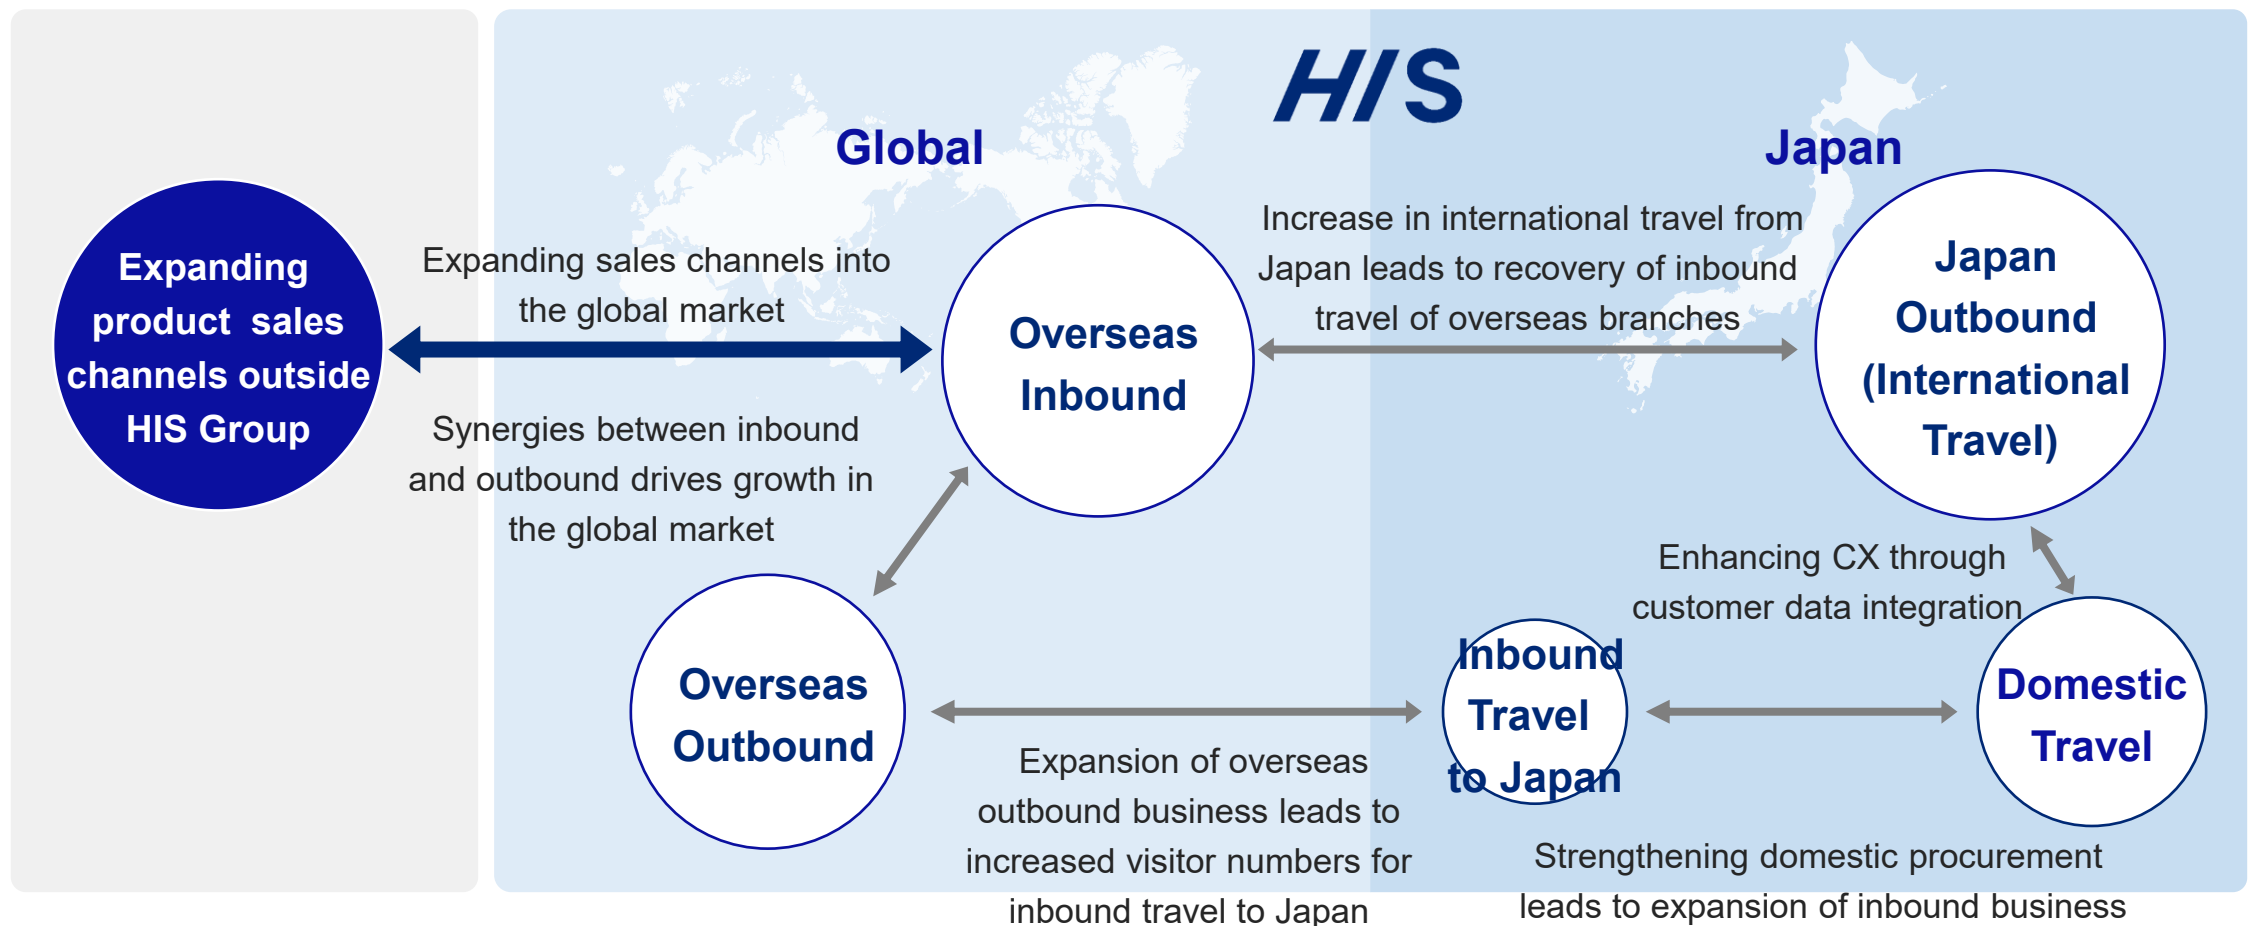 HIS
Global
Japan
Expanding
product sales
channels outside
HIS Group
Expanding sales channels into
the global market
Synergies between inbound
and outbound drives growth in
the global market
Overseas
Inbound
Increase in international travel from
Japan leads to recovery of inbound
travel of overseas branches
Japan
Outbound
(International
Travel)
Enhancing CX through
customer data integration
Overseas
Outbound
Expansion of overseas
outbound business leads to
increased visitor numbers for
inbound travel to Japan
Inbound
Travel
to Japan
Domestic
Travel
Strengthening domestic procurement
leads to expansion of inbound business